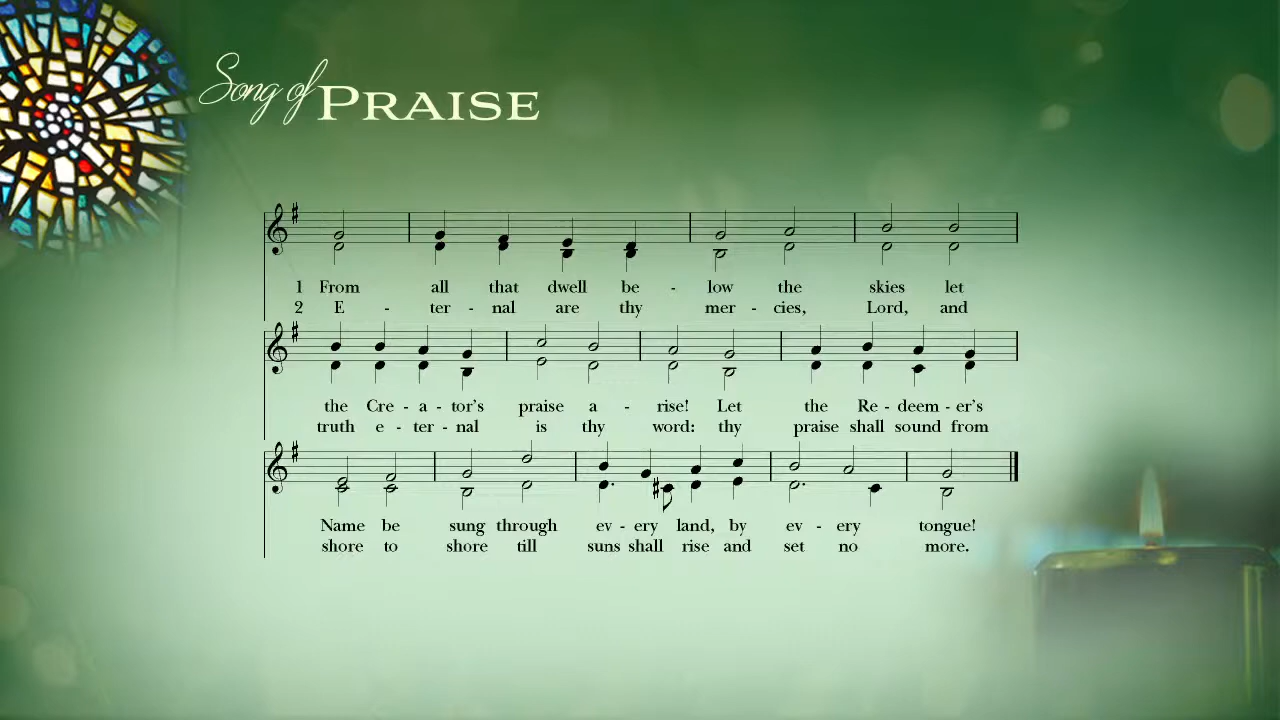 Song of PRAISE
1 From all that dwell be - low the skies let
2 E - ter - nal are thy mer - cies, Lord, and
the Cre - a - tor's praise a - rise! Let the Re - deem - er's
truth e - ter - nal is thy word: thy praise shall sound from
Name be sung through ev - ery land, by ev - ery tongue!
shore to shore till suns shall rise and set no more.